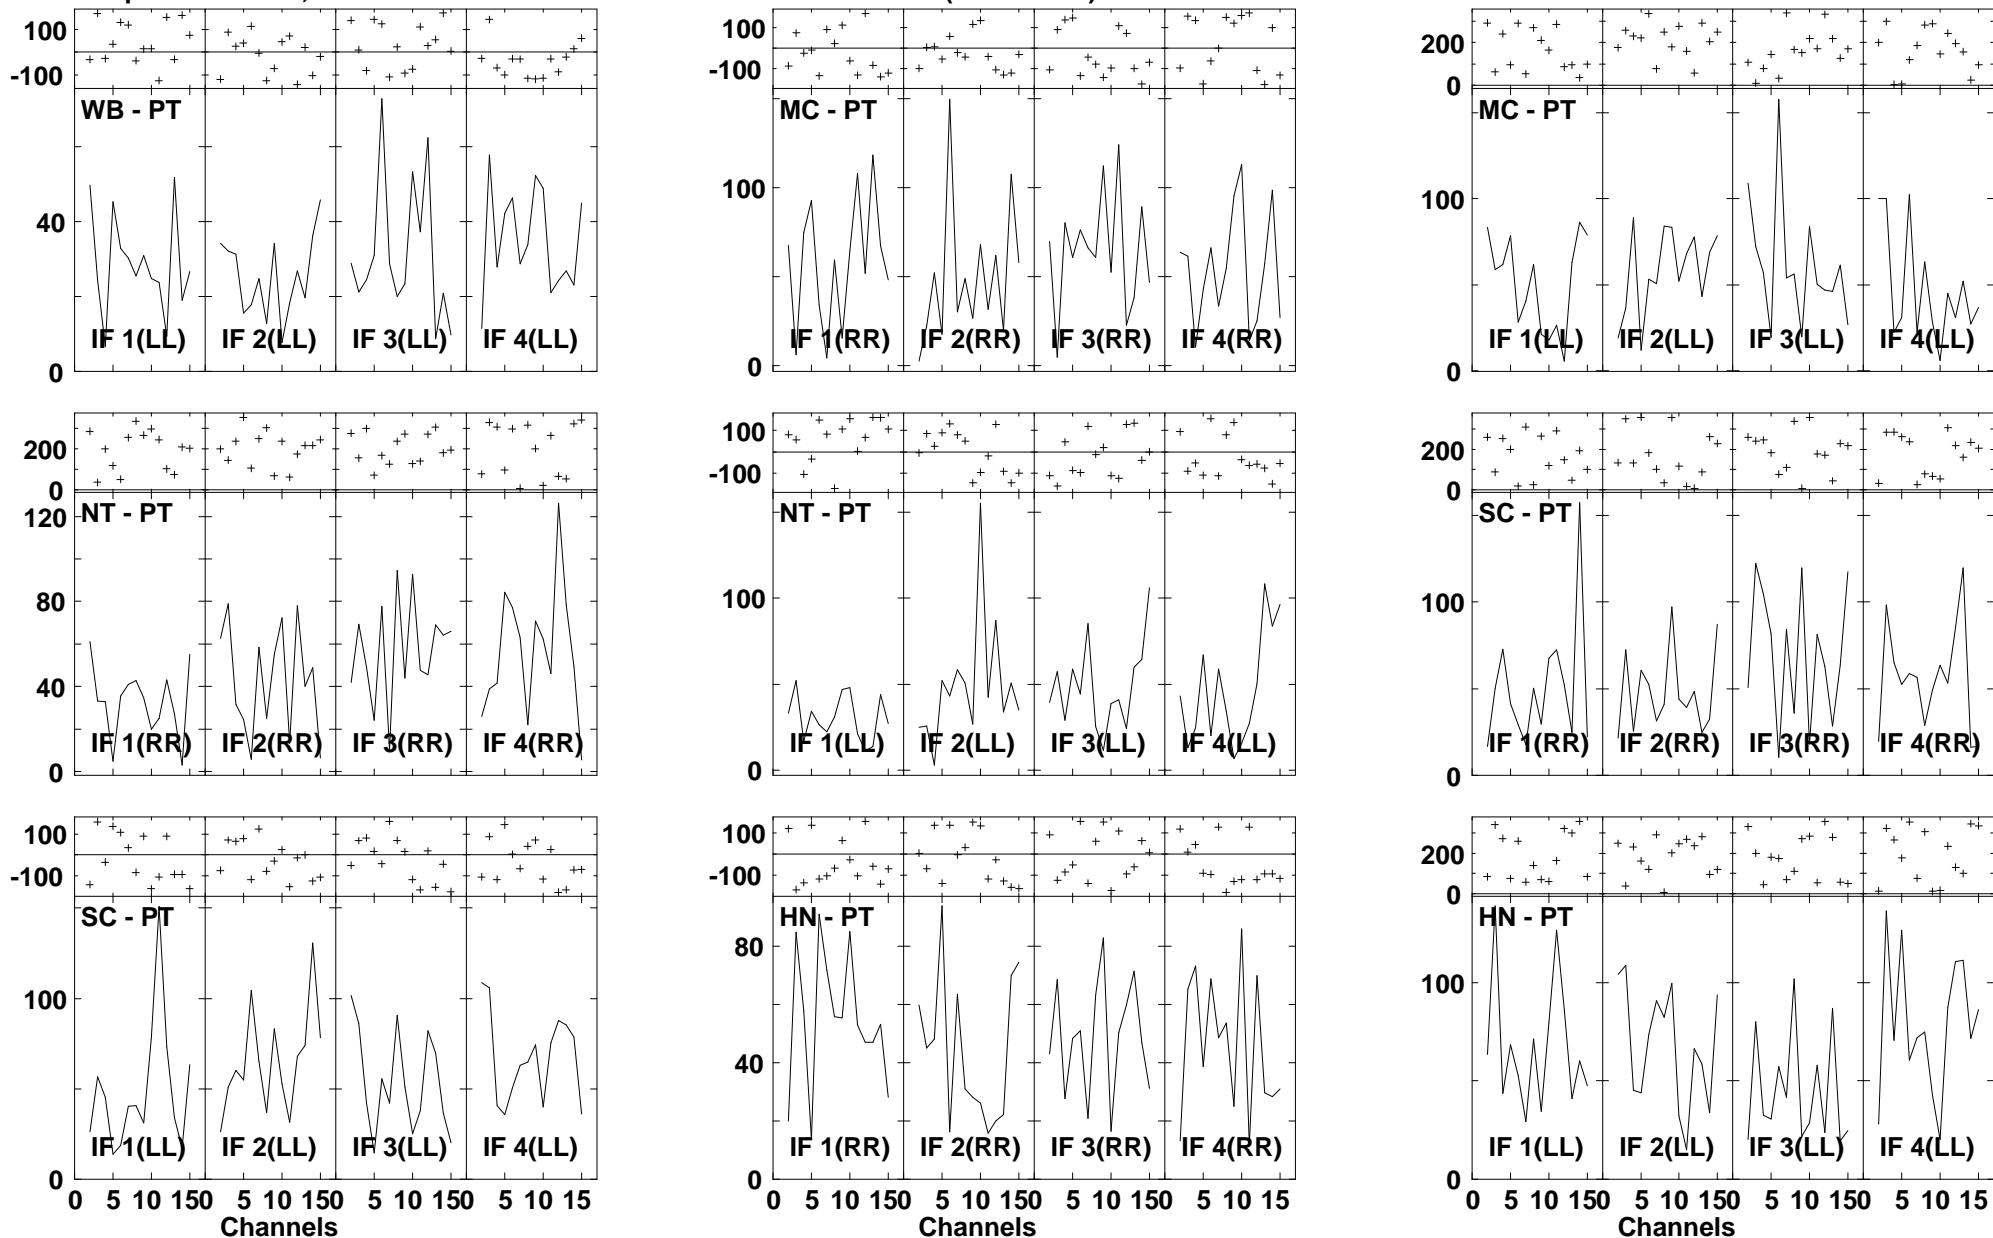 100
-100
WB - PT
40
0
IF 1(LL) IF 2(LL) IF 3(LL) IF 4(LL)
100
-100
MC - PT
100
0
IF 1(RR) IF 2(RR) IF 3(RR) IF 4(RR)
200
0
MC - PT
100
0
IF 1(LL) IF 2(LL) IF 3(LL) IF 4(LL)
200
0
NT - PT
120
80
40
0
IF 1(RR) IF 2(RR) IF 3(RR) IF 4(RR)
100
-100
NT - PT
100
0
IF 1(LL) IF 2(LL) IF 3(LL) IF 4(LL)
200
0
SC - PT
100
0
IF 1(RR) IF 2(RR) IF 3(RR) IF 4(RR)
100
-100
SC - PT
100
0
IF 1(LL) IF 2(LL) IF 3(LL) IF 4(LL)
0 5 10 150 5 10 150 5 10 150 5 10 15
Channels
100
-100
HN - PT
80
40
0
IF 1(RR) IF 2(RR) IF 3(RR) IF 4(RR)
0 5 10 150 5 10 150 5 10 150 5 10 15
Channels
200
0
HN - PT
100
0
IF 1(LL) IF 2(LL) IF 3(LL) IF 4(LL)
0 5 10 150 5 10 150 5 10 150 5 10 15
Channels